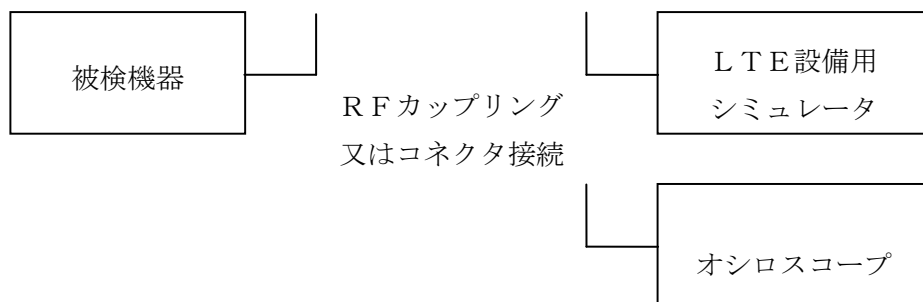 被検機器
ＲＦカップリング
又はコネクタ接続
ＬＴＥ設備用
シミュレータ
オシロスコープ